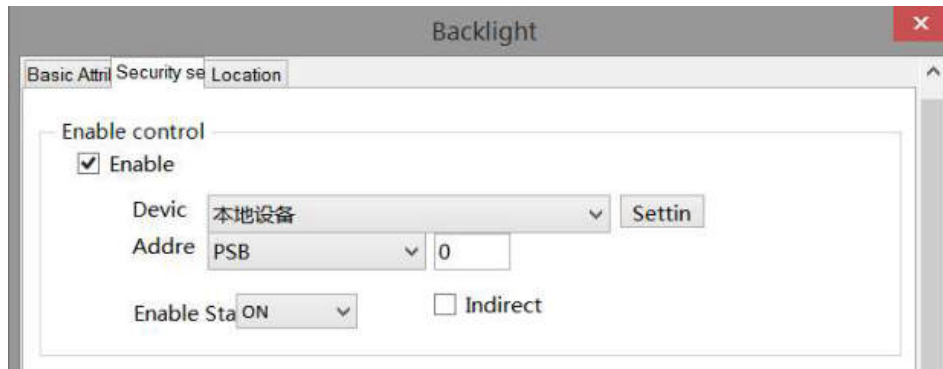 Backlight
Basic Attril Security se Location
Enable control
Enable
Devic 本地设备 Settin
Addre PSB 0
Enable Sta ON Indirect